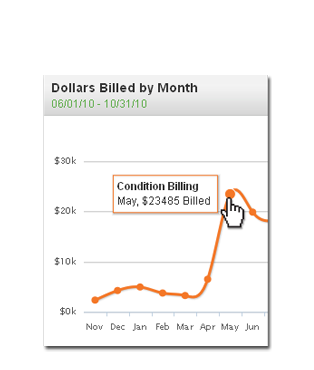 Dollars Billed by Month
06/01/10 - 10/31/10
$30k
Condition Billing
May, $23485 Billed
$20k
$10k
$0k
Nov Dec Jan Feb Mar Apr May Jun